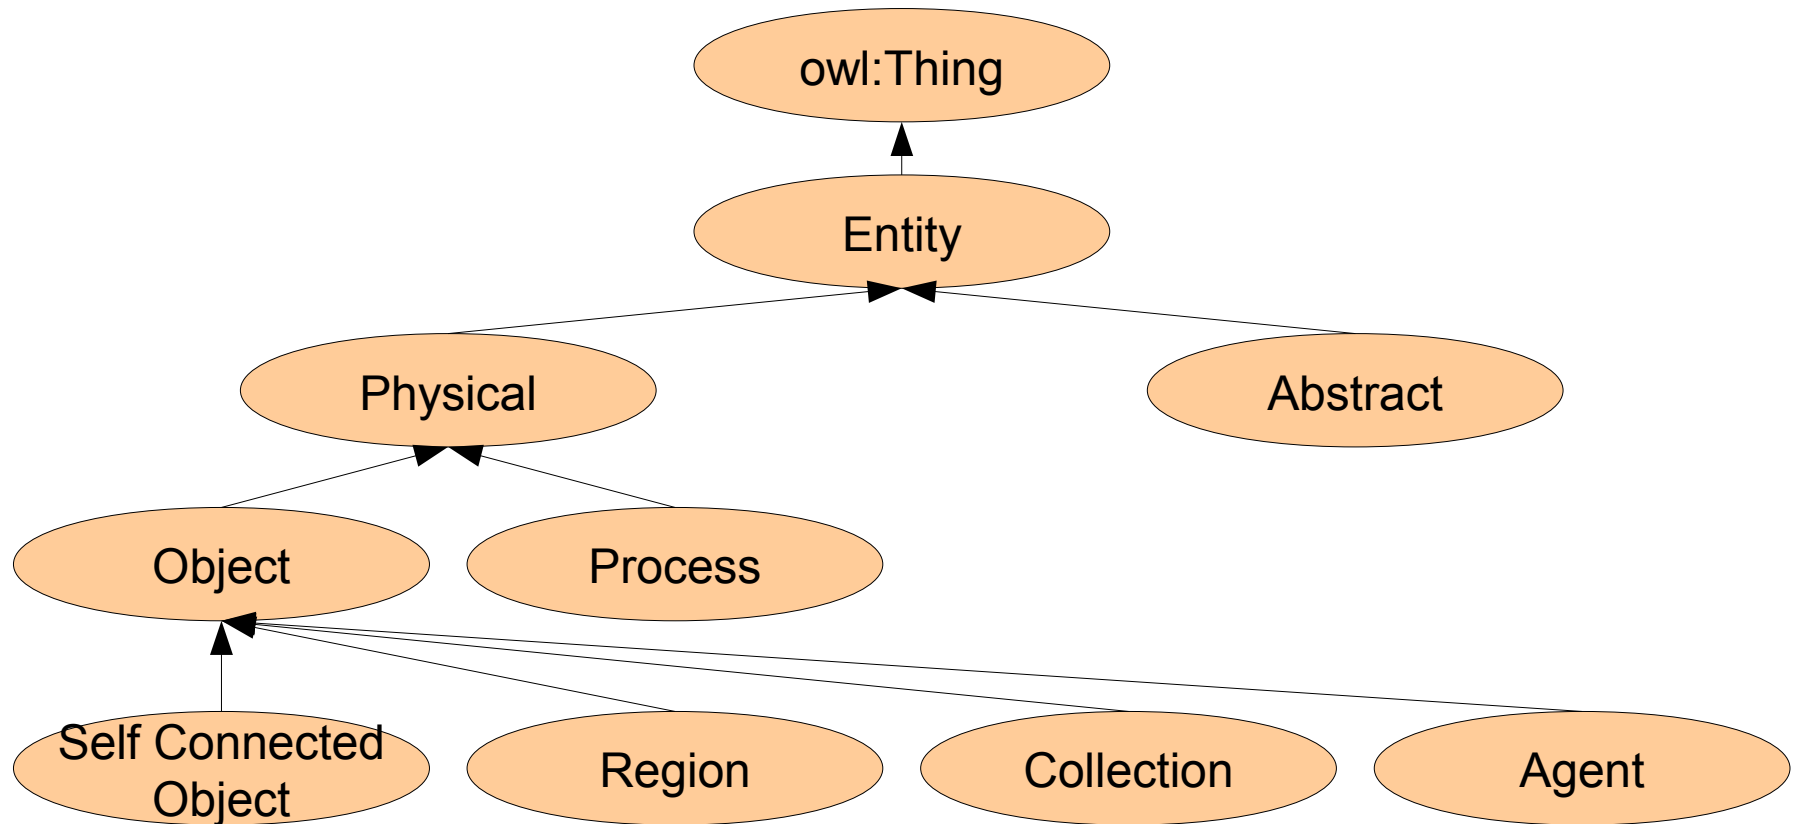 owl:Thing
Entity
Physical
Abstract
Object
Process
Self Connected
Object
Region
Collection
Agent